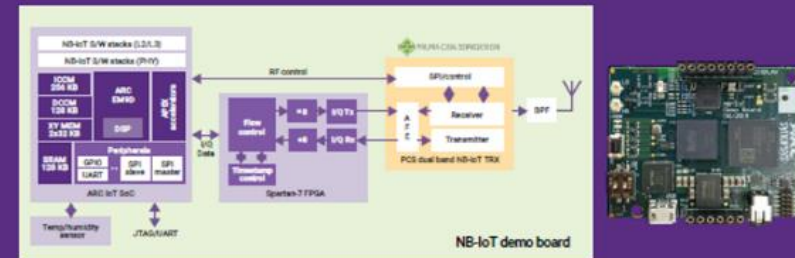 NB-IoT S/W stacks (L2/L3)
NB-IoT S/W stacks (PHY)
ICCM
256 KB
DCCM
128 KB
XY MEM
2x32 KB
SRAM
128 KB
ARC
EM9D
DSP
APEX
accelerators
Peripherals
GPIO
UART
SPI
slave
SPI
master
ARC IoT SoC
Temp/humidity
sensor
JTAG/UART
RF control
I/Q
Data
Flow
control
Timestamp
control
I/Q Tx
I/Q Rx
Spartan-7 FPGA
SPI/control
A
F
E
Receiver
Transmitter
PCS dual band NB-IoT TRX
BPF
NB-IoT demo board